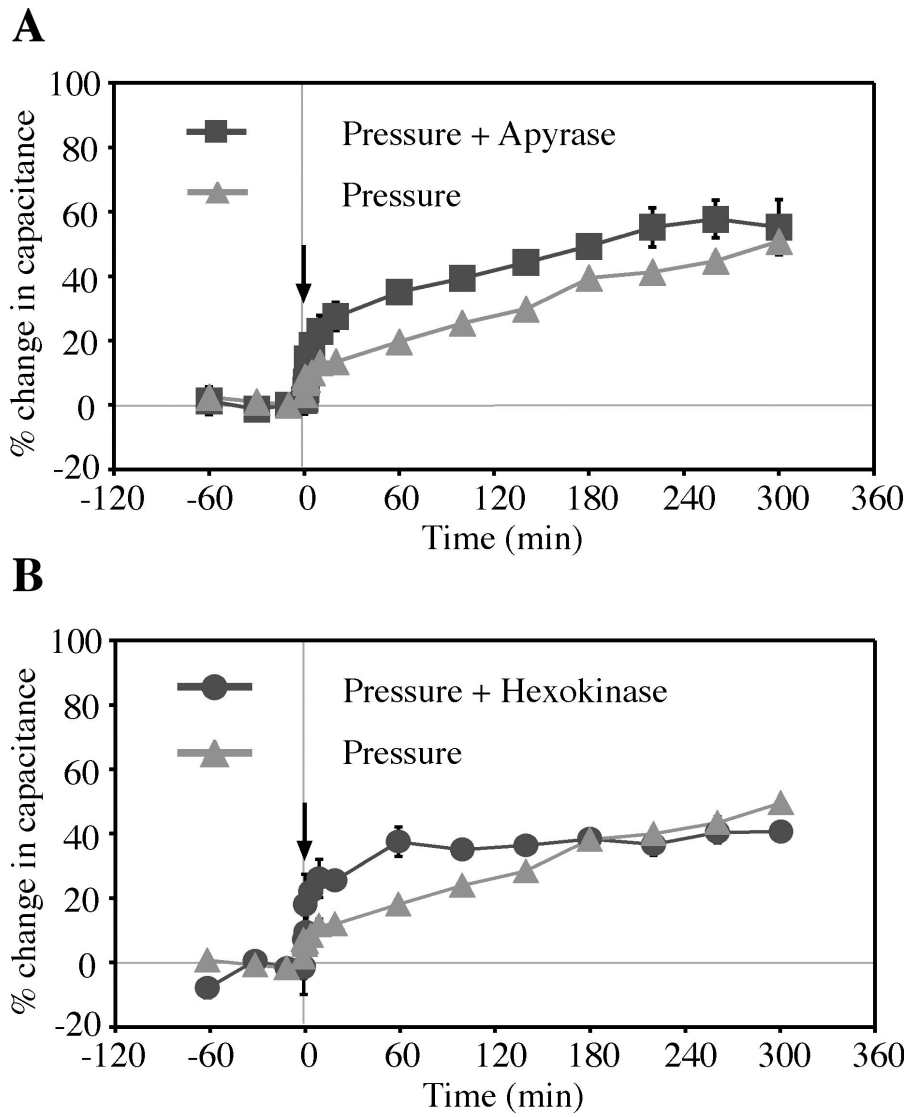 A
100
80
60
40
20
0
-20
% change in capacitance
Pressure + Apyrase
Pressure
-120 -60 0 60 120 180 240 300 360
Time (min)
B
100
80
60
40
20
0
-20
% change in capacitance
Pressure + Hexokinase
Pressure
-120 -60 0 60 120 180 240 300 360
Time (min)